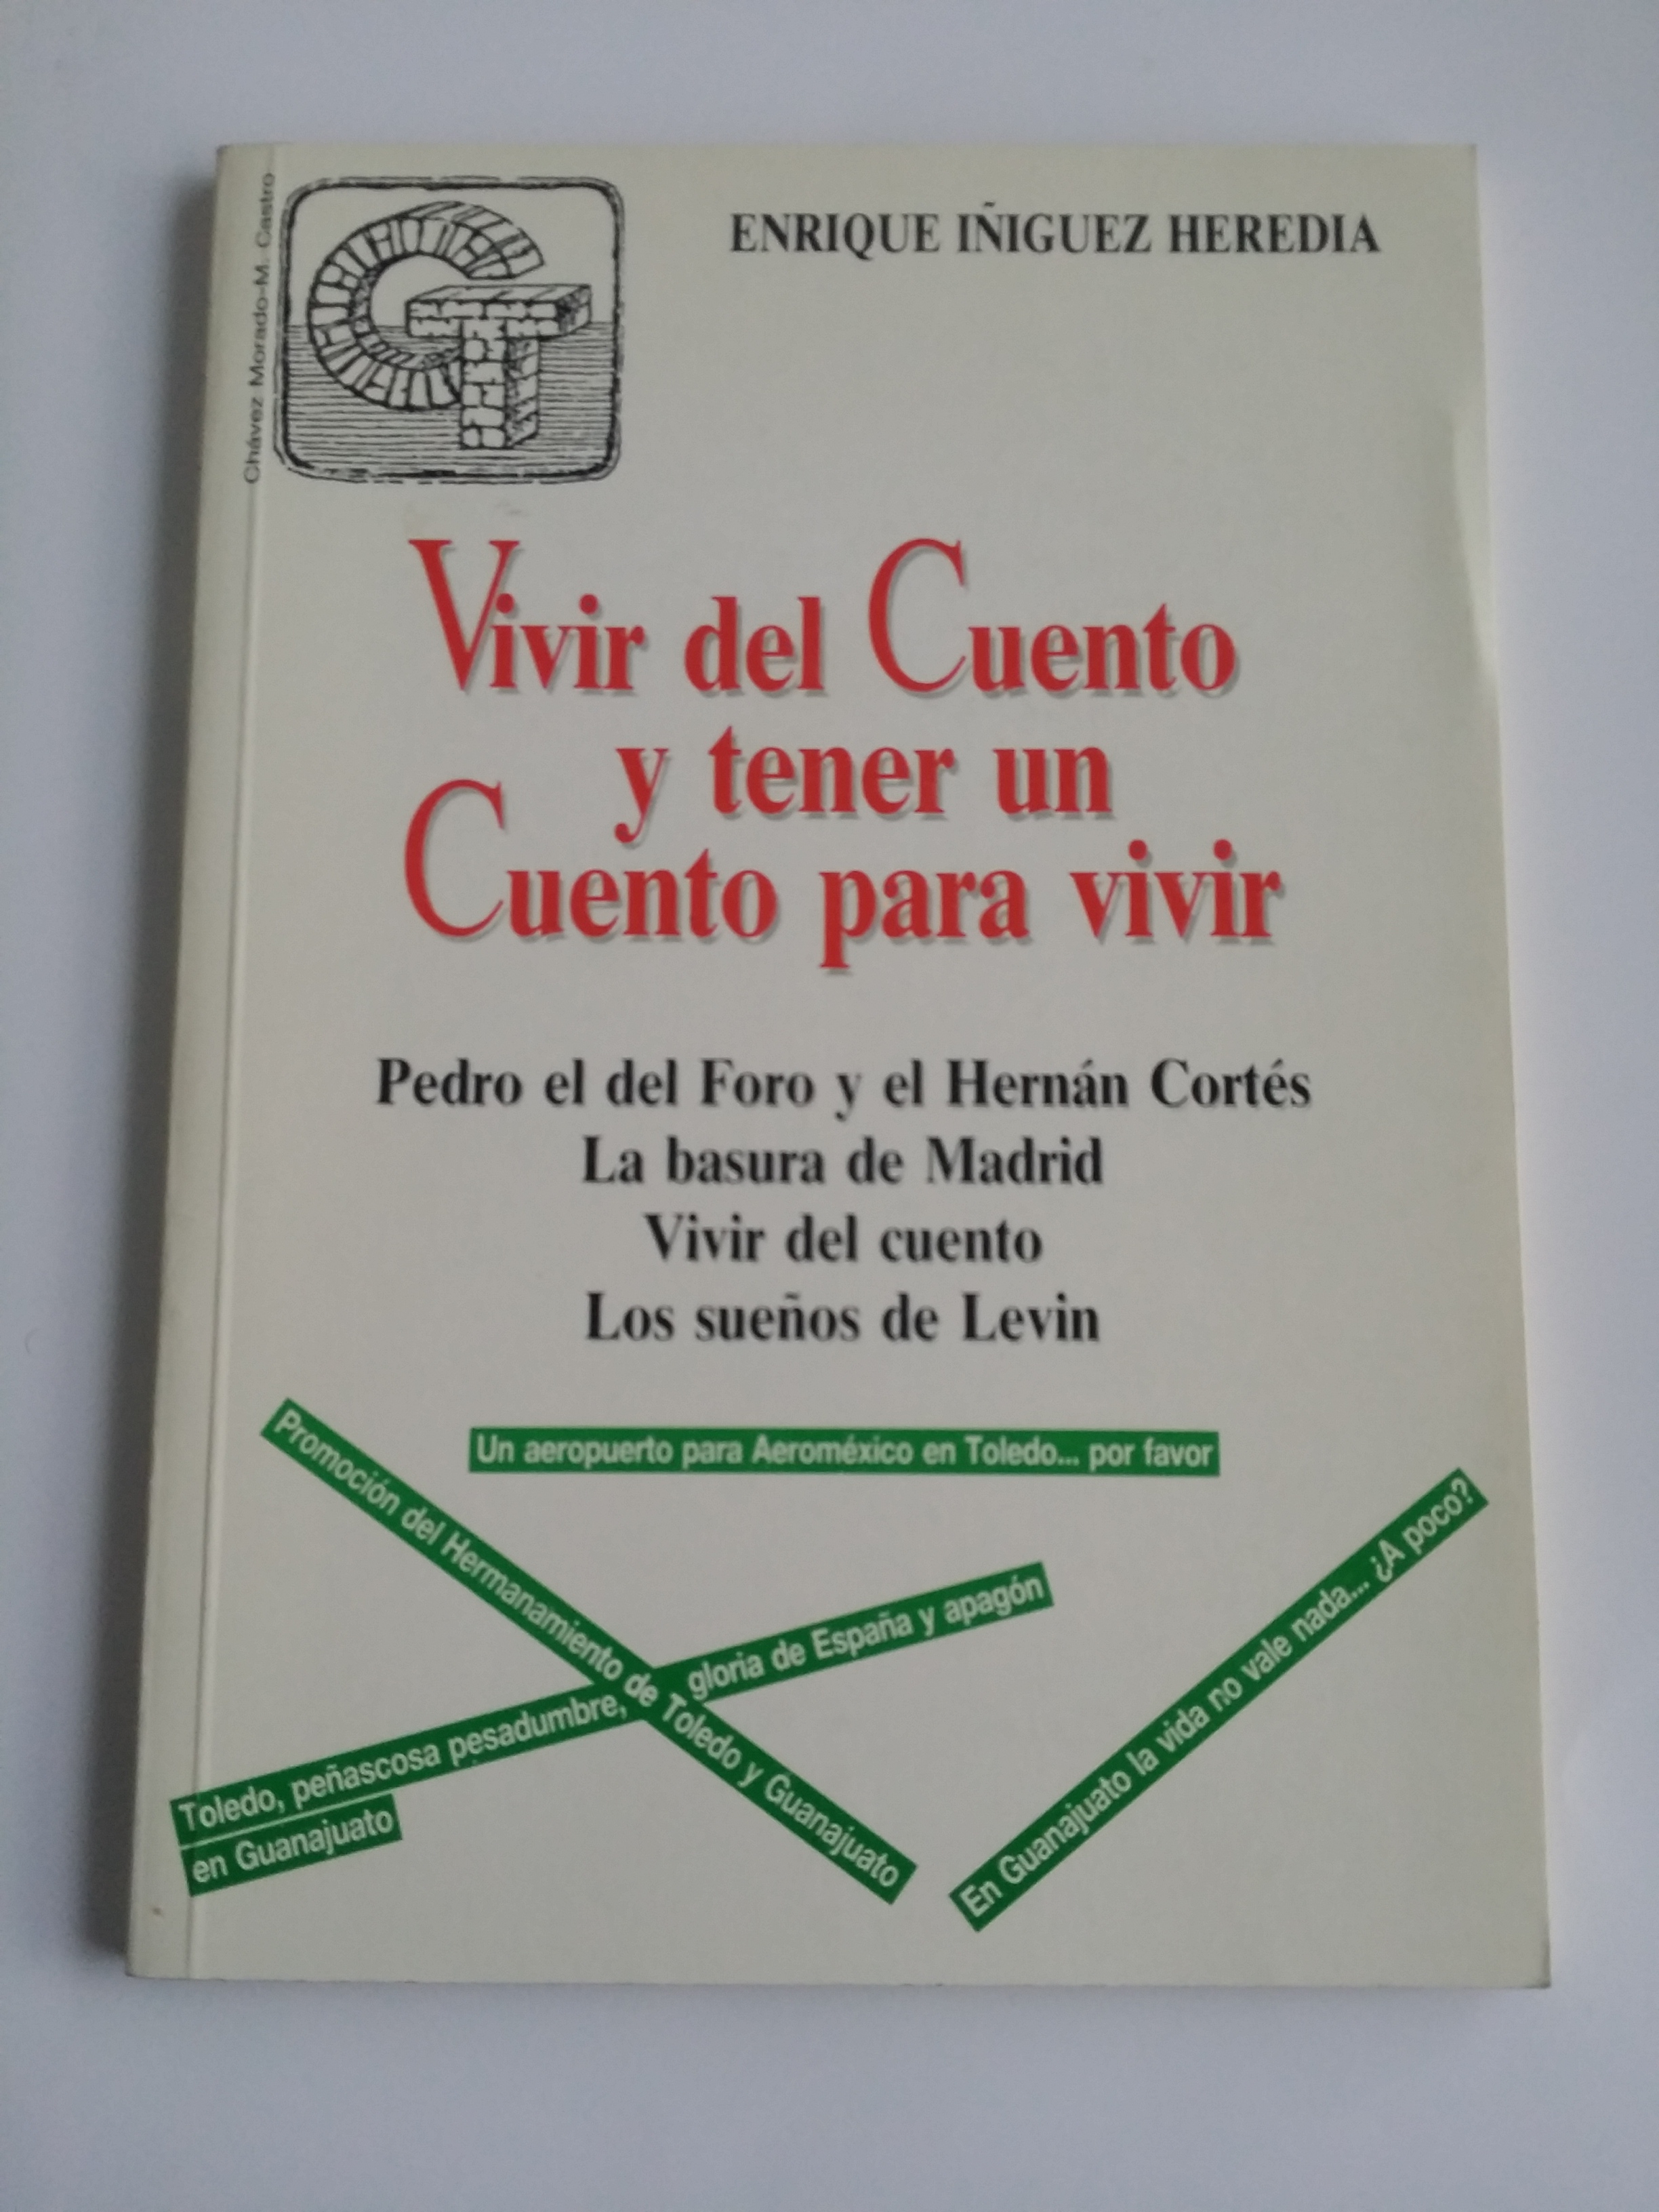 Chávez Morado-M. Castro
GT
ENRIQUE IÑIGUEZ HEREDIA
Vivir del Cuento
y tener un
Cuento para vivir
Pedro el del Foro y el Hernán Cortés
La basura de Madrid
Vivir del cuento
Los sueños de Levin
Un aeropuerto para Aeroméxico en Toledo... por favor
Promoción del Hermanamiento de Toledo y Guanajuato
Toledo, peñascosa pesadumbre, gloria de España y apagón
en Guanajuato
En Guanajuato la vida no vale nada... ¿A poco?